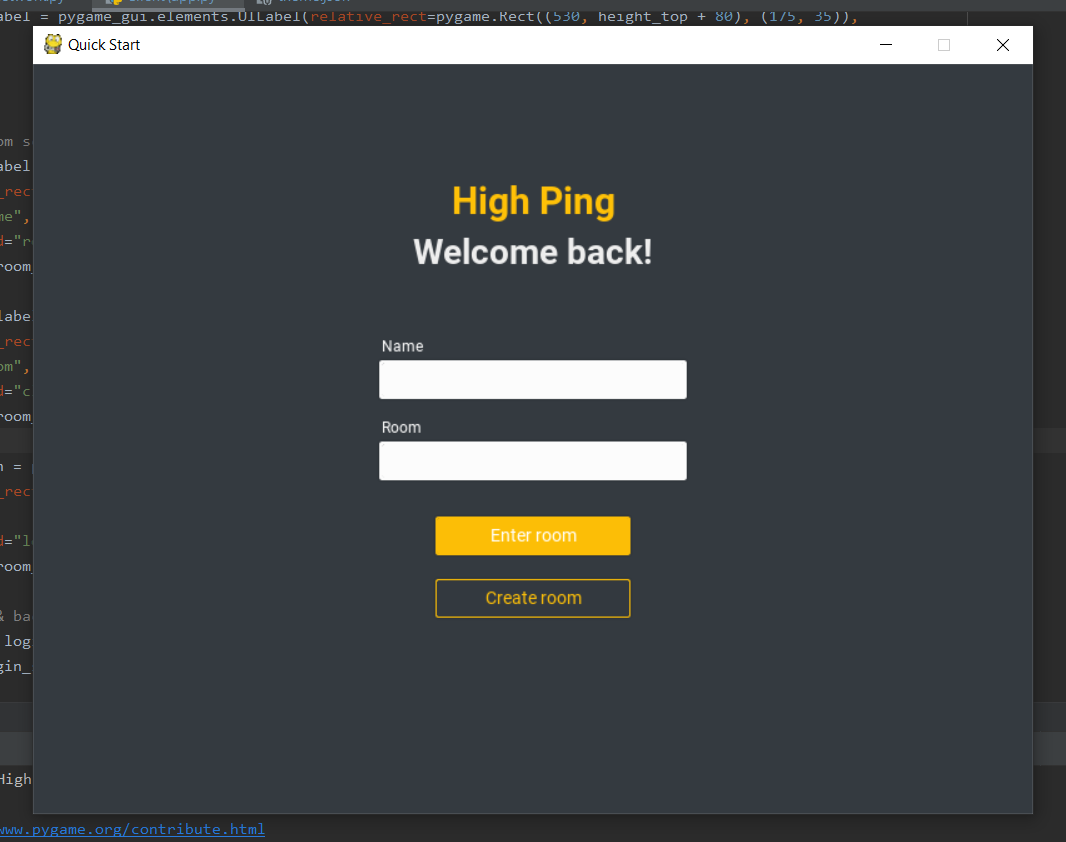 abel = pygame_gui.elements.UILabel(relative_rect=pygame.Rect((530, height_top + 80), (175, 35)),
Quick Start
High Ping
Welcome back!
om s
abel
_rec
me",
d="r
room_
Name
labe
_rec
om",
d="c
room_
Room
n =
_rec
Enter room
d="l
room_
Create room
& ba
log
gin_
High
www.pygame.org/contribute.html